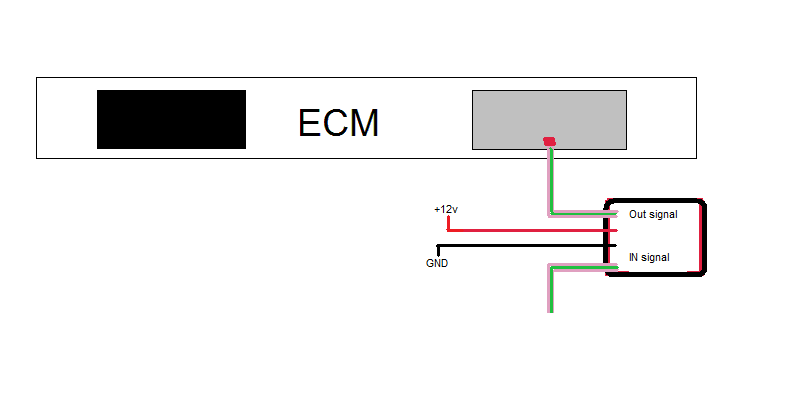 ECM
+12v
Out signal
GND
IN signal